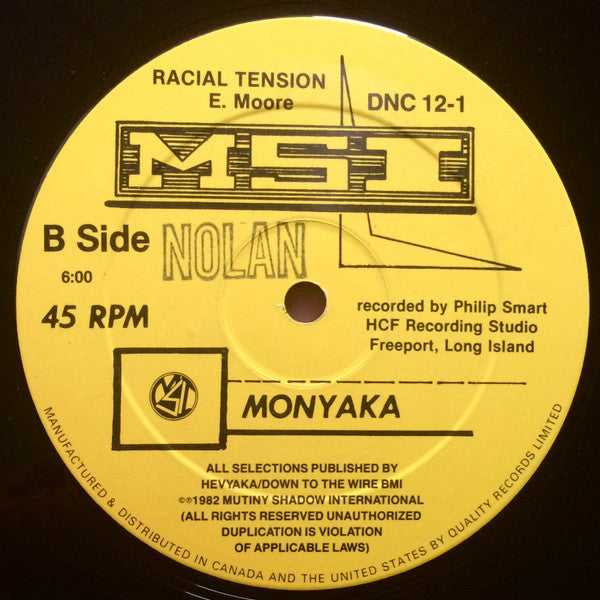 RACIAL TENSION
E. Moore
DNC 12-1
MSI
B Side
NOLAN
6:00
45 RPM
recorded by Philip Smart
HCF Recording Studio
Freeport, Long Island
MONYAKA
ALL SELECTIONS PUBLISHED BY
HEVYAKA/DOWN TO THE WIRE BMI
©℗1982 MUTINY SHADOW INTERNATIONAL
(ALL RIGHTS RESERVED UNAUTHORIZED
DUPLICATION IS VIOLATION
OF APPLICABLE LAWS)
MANUFACTURED & DISTRIBUTED IN CANADA AND THE UNITED STATES BY QUALITY RECORDS LIMITED